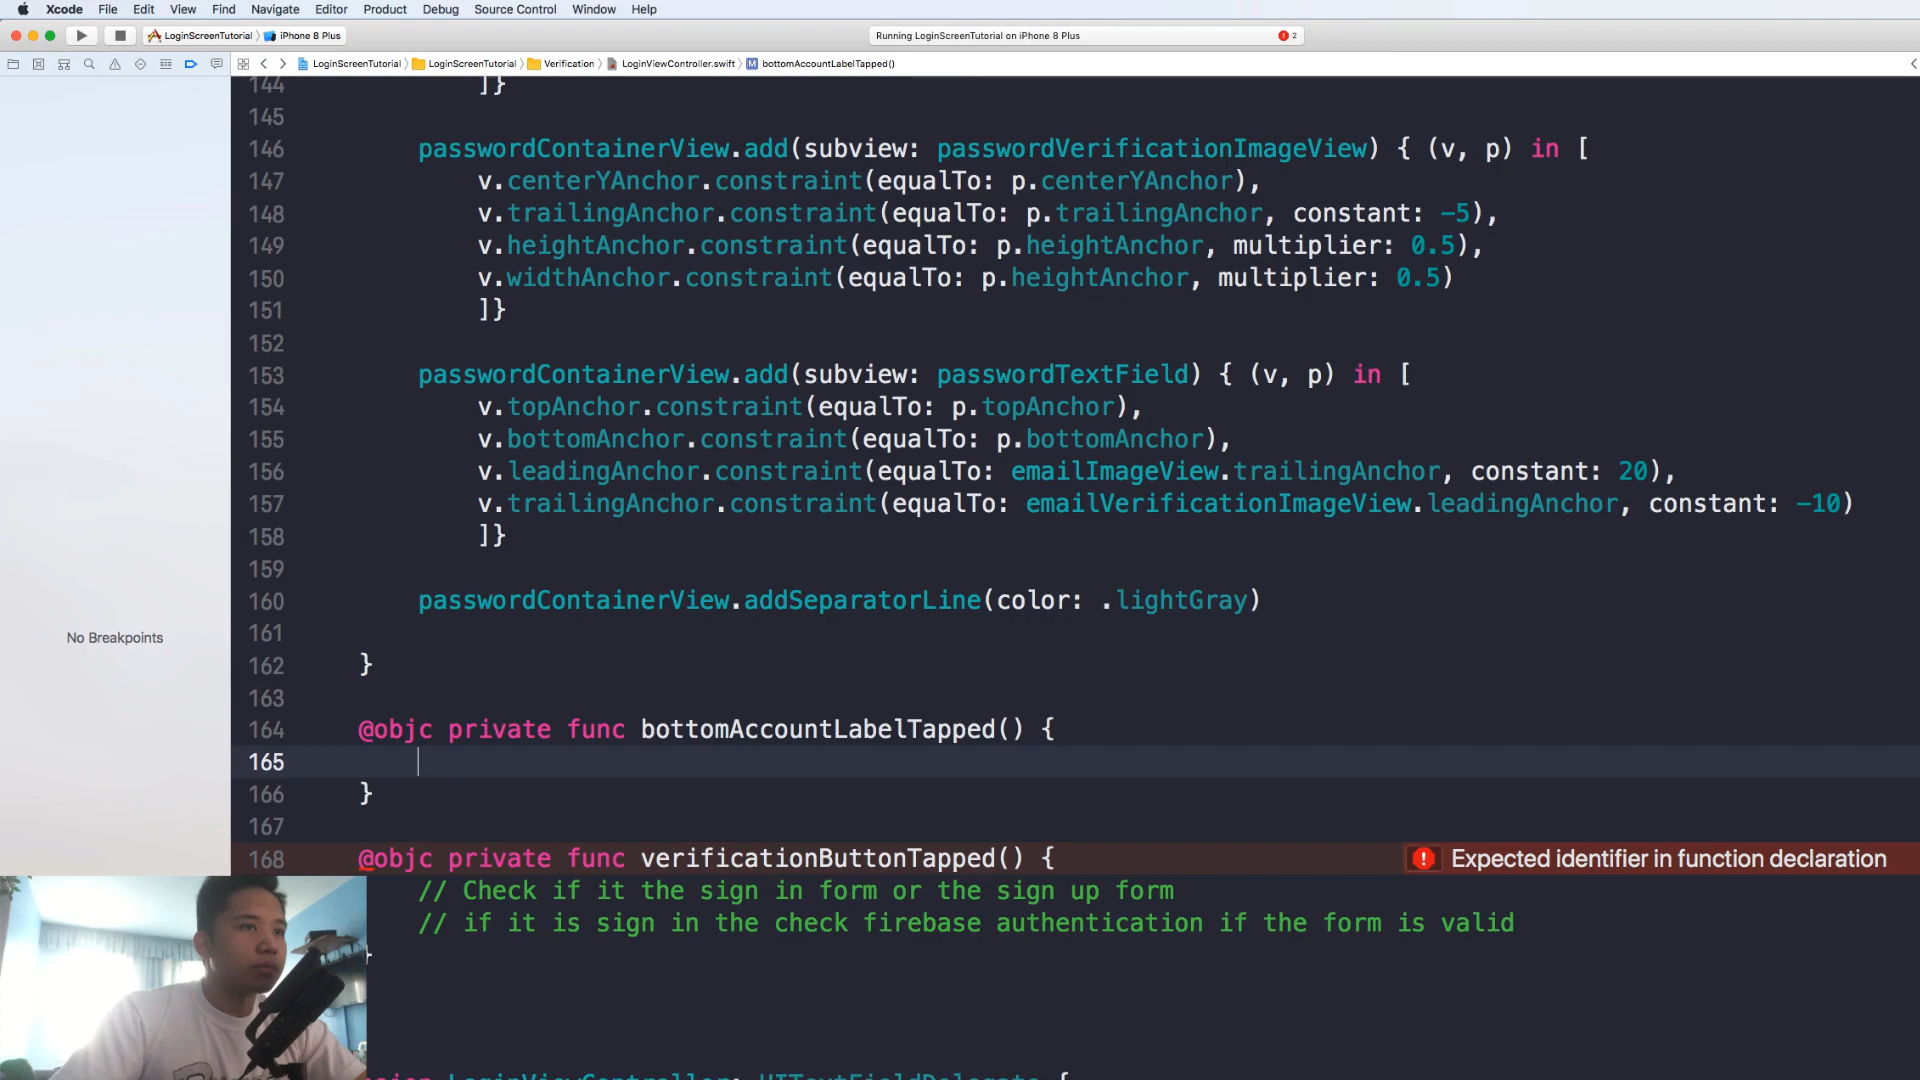 Xcode File Edit View Find Navigate Editor Product Debug Source Control Window Help
LoginScreenTutorial iPhone 8 Plus Running LoginScreenTutorial on iPhone 8 Plus 2
LoginScreenTutorial LoginScreenTutorial Verification LoginViewController.swift M bottomAccountLabelTapped()
144 ]}
145
146 passwordContainerView.add(subview: passwordVerificationImageView) { (v, p) in [
147 v.centerYAnchor.constraint(equalTo: p.centerYAnchor),
148 v.trailingAnchor.constraint(equalTo: p.trailingAnchor, constant: -5),
149 v.heightAnchor.constraint(equalTo: p.heightAnchor, multiplier: 0.5),
150 v.widthAnchor.constraint(equalTo: p.heightAnchor, multiplier: 0.5)
151 ]}
152
153 passwordContainerView.add(subview: passwordTextField) { (v, p) in [
154 v.topAnchor.constraint(equalTo: p.topAnchor),
155 v.bottomAnchor.constraint(equalTo: p.bottomAnchor),
156 v.leadingAnchor.constraint(equalTo: emailImageView.trailingAnchor, constant: 20),
157 v.trailingAnchor.constraint(equalTo: emailVerificationImageView.leadingAnchor, constant: -10)
158 ]}
159
160 passwordContainerView.addSeparatorLine(color: .lightGray)
161
No Breakpoints
162 }
163
164 @objc private func bottomAccountLabelTapped() {
165
166 }
167
168 @objc private func verificationButtonTapped() { Expected identifier in function declaration
// Check if it the sign in form or the sign up form
// if it is sign in the check firebase authentication if the form is valid
}
LoginViewController: UITextFieldDelegate {